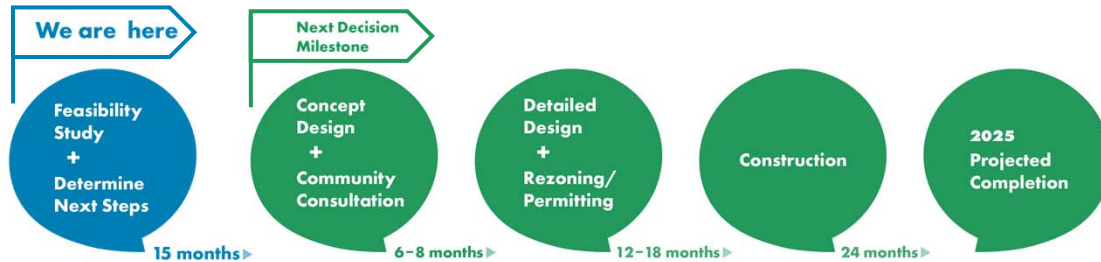 We are here
Next Decision
Milestone
Feasibility
Study
+
Determine
Next Steps
15 months
Concept
Design
+
Community
Consultation
6–8 months
Detailed
Design
+
Rezoning/
Permitting
12–18 months
Construction
24 months
2025
Projected
Completion